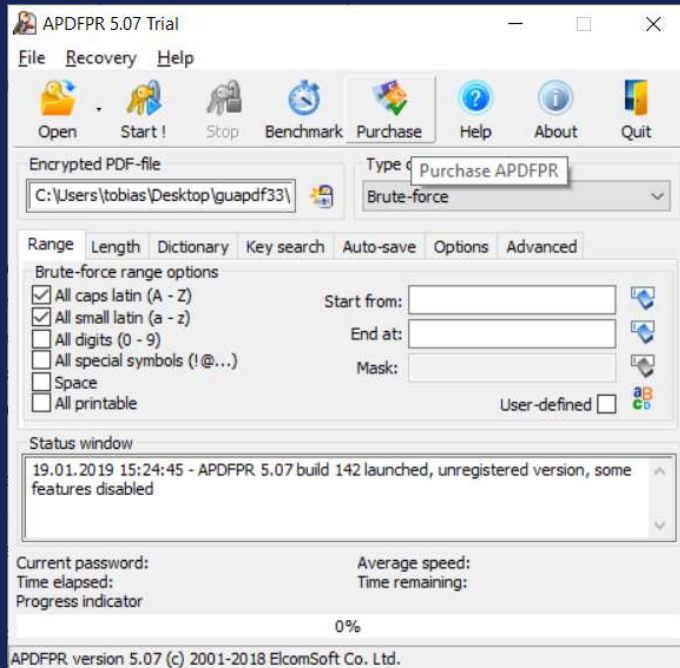 APDFPR 5.07 Trial
File Recovery Help
Open Start ! Stop Benchmark Purchase Help About Quit
Encrypted PDF-file
C:\Users\tobias\Desktop\guapdf33\
Type
Purchase APDFPR
Brute-force
Range Length Dictionary Key search Auto-save Options Advanced
Brute-force range options
All caps latin (A - Z)
All small latin (a - z)
All digits (0 - 9)
All special symbols (!@...)
Space
All printable
Start from:
End at:
Mask:
User-defined
Status window
19.01.2019 15:24:45 - APDFPR 5.07 build 142 launched, unregistered version, some
features disabled
Current password:
Time elapsed:
Progress indicator
Average speed:
Time remaining:
0%
APDFPR version 5.07 (c) 2001-2018 ElcomSoft Co. Ltd.